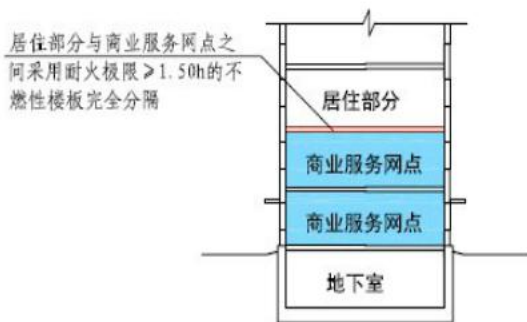 居住部分与商业服务网点之
间采用耐火极限≥1.50h的不
燃性楼板完全分隔
居住部分
商业服务网点
商业服务网点
地下室